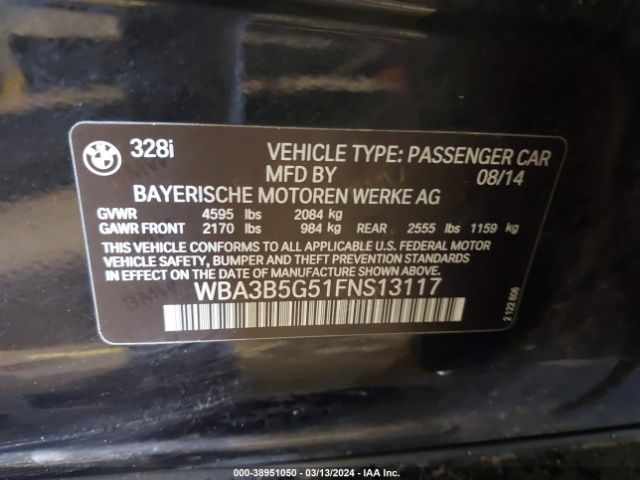 328i
VEHICLE TYPE: PASSENGER CAR
MFD BY 08/14
BAYERISCHE MOTOREN WERKE AG
GVWR 4595 lbs 2084 kg
GAWR FRONT 2170 lbs 984 kg REAR 2555 lbs 1159 kg
THIS VEHICLE CONFORMS TO ALL APPLICABLE U.S. FEDERAL MOTOR
VEHICLE SAFETY, BUMPER AND THEFT PREVENTION STANDARDS
IN EFFECT ON THE DATE OF MANUFACTURE SHOWN ABOVE.
WBA3B5G51FNS13117
2 122 606
000-38951050 - 03/13/2024 - IAA Inc.